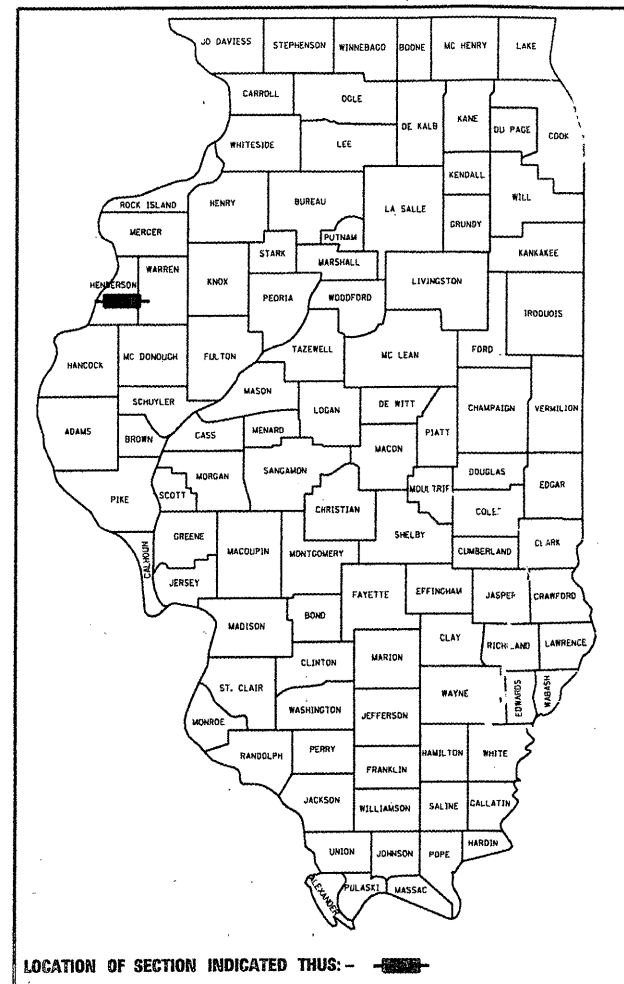 JO DAVIESS STEPHENSON WINNEBAGO BOONE MC HENRY LAKE
CARROLL OGLE DE KALB KANE DU PAGE COOK
WHITESIDE LEE
KENDALL
ROCK ISLAND HENRY BUREAU LA SALLE GRUNDY WILL
MERCER PUTNAM
STARK MARSHALL KANKAKEE
HENDERSON WARREN KNOX PEORIA WOODFORD LIVINGSTON IROQUOIS
HANCOCK MC DONOUGH FULTON TAZEWELL MC LEAN FORD
MASON
SCHUYLER LOGAN DE WITT CHAMPAIGN VERMILION
ADAMS BROWN CASS MENARD MACON PIATT
MORGAN SANGAMON DOUGLAS EDGAR
PIKE SCOTT CHRISTIAN MOULTRIE COLE
GREENE MACOUPIN MONTGOMERY SHELBY CUMBERLAND CLARK
CALHOUN JERSEY
FAYETTE EFFINGHAM JASPER CRAWFORD
MADISON BOND
CLAY RICHLAND LAWRENCE
CLINTON MARION
ST. CLAIR WAYNE EDWARDS WABASH
MONROE WASHINGTON JEFFERSON
RANDOLPH PERRY HAMILTON WHITE
FRANKLIN
JACKSON WILLIAMSON SALINE GALLATIN
UNION JOHNSON POPE HARDIN
ALEXANDER PULASKI MASSAC
LOCATION OF SECTION INDICATED THUS:-